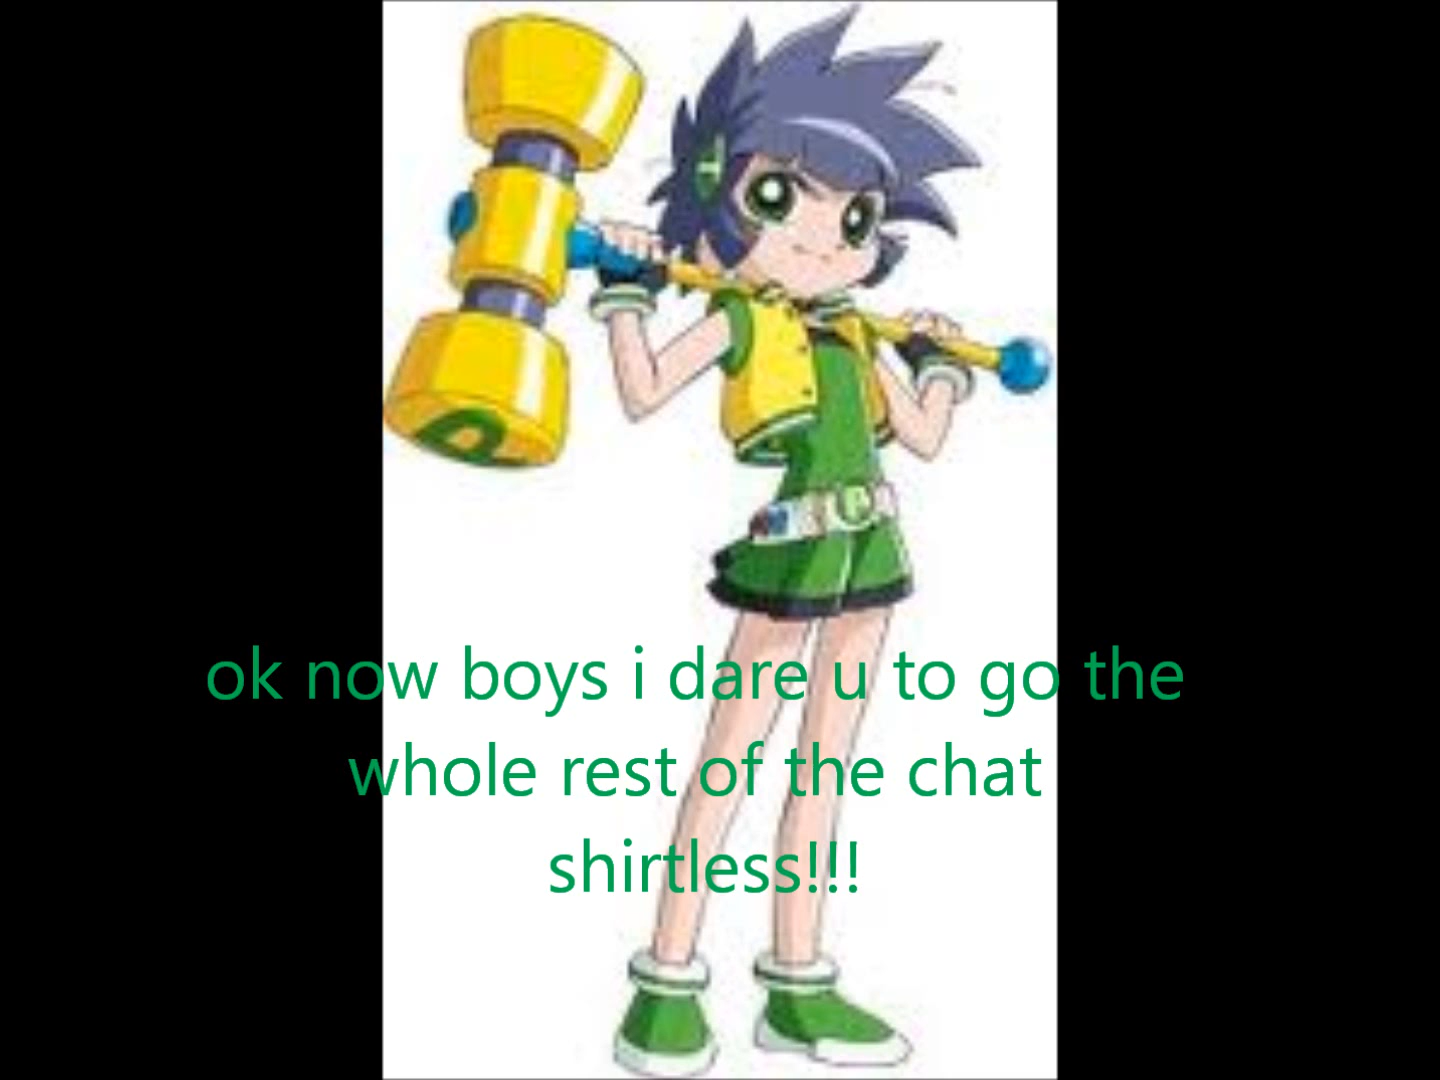 ok now boys i dare u to go the
whole rest of the chat
shirtless!!!